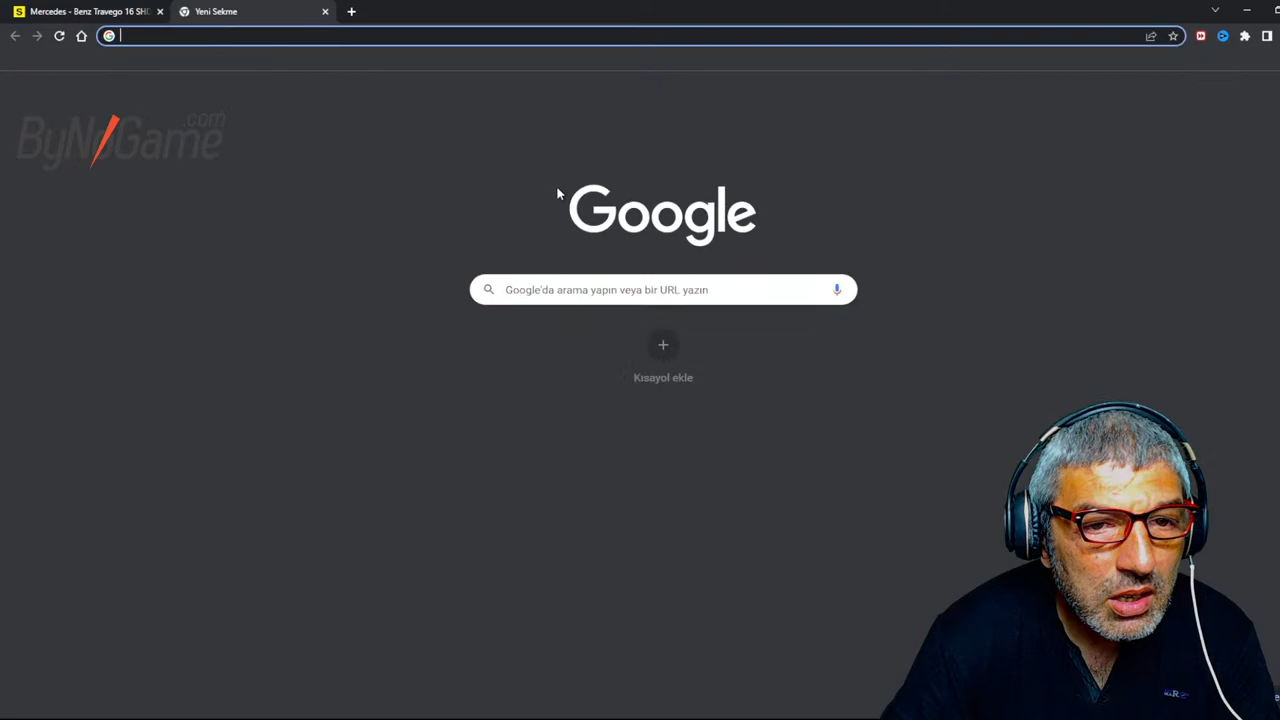 Mercedes - Benz Travego 16 SHD
Yeni Sekme
ByNoGame.com
Google
Google'da arama yapın veya bir URL yazın
Kısayol ekle